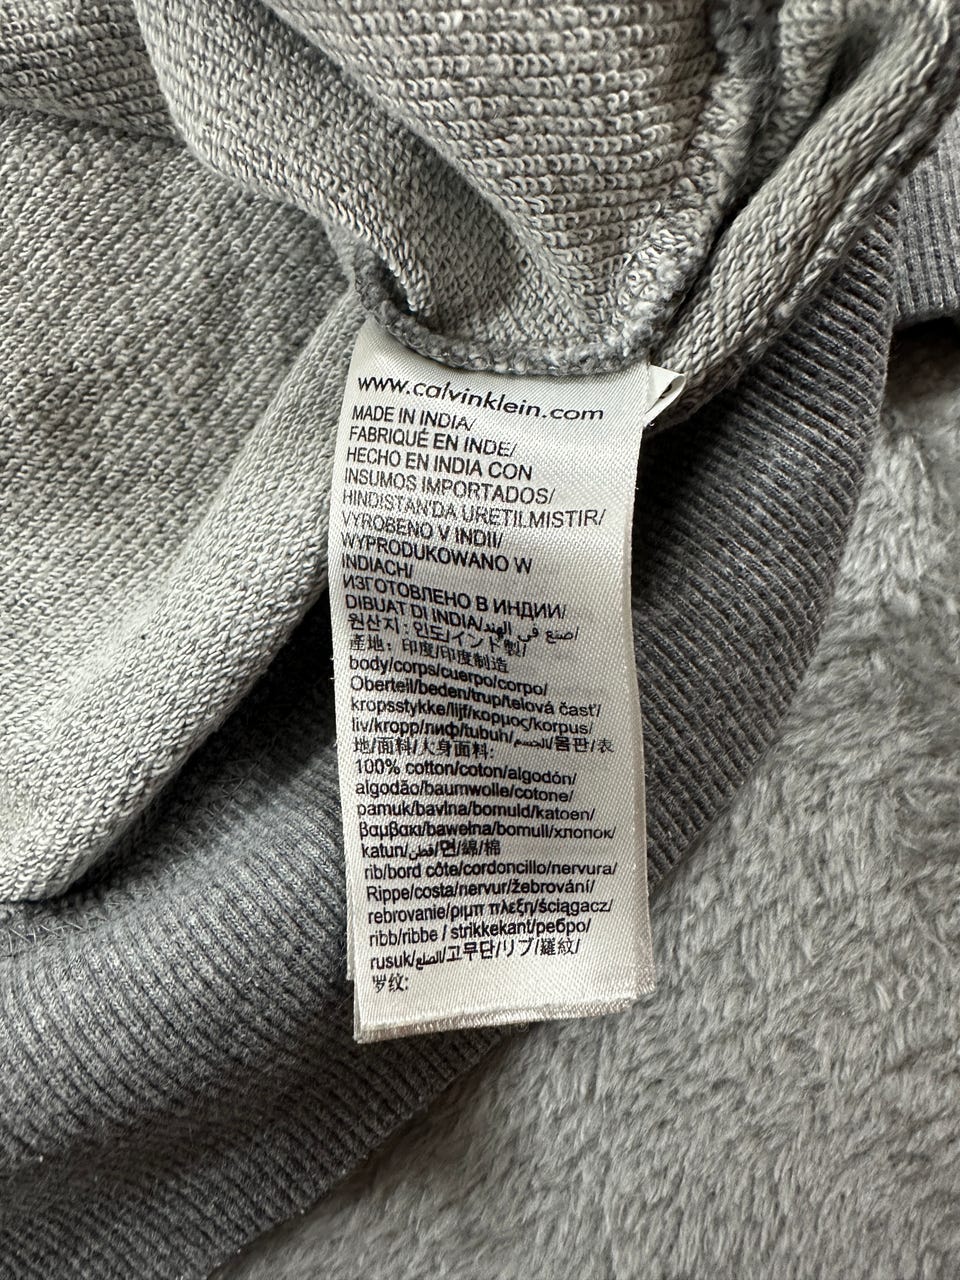 www.calvinklein.com
MADE IN INDIA/
FABRIQUÉ EN INDE/
HECHO EN INDIA CON
INSUMOS IMPORTADOS/
HINDISTAN'DA URETILMISTIR/
VYROBENO V INDII/
WYPRODUKOWANO W
INDIACH/
ИЗГОТОВЛЕНО В ИНДИИ/
DIBUAT DI INDIA/صنع في الهند/
원산지 : 인도/インド製/
產地：印度/印度制造
body/corps/cuerpo/corpo/
Oberteil/beden/trup/telová časť/
kropsstykke/lijf/κορμος/korpus/
liv/kropp/лиф/tubuh/الجسم/몸판/表
地/面料/大身面料:
100% cotton/coton/algodón/
algodão/baumwolle/cotone/
pamuk/bavlna/bomuld/katoen/
βαμβακι/bawełna/bomull/хлопок/
katun/قطن/면/綿/棉
rib/bord côte/cordoncillo/nervura/
Rippe/costa/nervur/žebrování/
rebrovanie/ριμπ πλεξη/ściągacz/
ribb/ribbe / strikkekant/ребро/
rusuk/الضلع/고무단/リブ/羅紋/
罗纹: